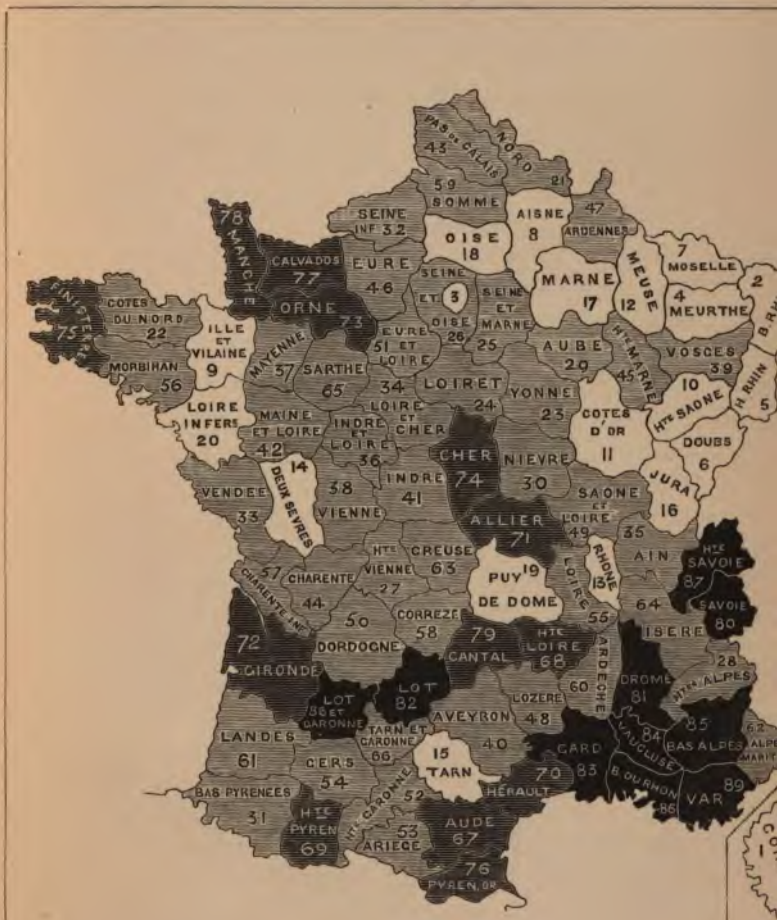 NORD
21
PAS DE CALAIS
43
59
SOMME
SEINE
INF 32
AISNE
8
47
ARDENNES
OISE
18
78
MANCHE
CALVADOS
77
EURE
46
SEINE
ET
OISE
26
3
SEINE
ET
MARNE
25
MARNE
17
MEUSE
12
7
MOSELLE
4
MEURTHE
2
B. R
FINISTERE
75
COTES
DU NORD
22
ORNE
73
ILLE
ET
VILAINE
9
MAYENNE
37
SARTHE
65
EURE
51 ET
LOIRE
AUBE
29
HTE MARNE
45
VOSGES
39
H. RHIN
5
MORBIHAN
56
34
LOIR ET
CHER
LOIRET
24
YONNE
23
10
HTE SAONE
LOIRE
INFERS
20
MAINE
ET LOIRE
42
INDRE
ET
LOIRE
36
COTES
D'OR
11
DOUBS
6
CHER
74
NIEVRE
30
JURA
16
VENDEE
33
14
DEUX SEVRES
38
VIENNE
INDRE
41
ALLIER
71
SAONE
ET
LOIRE
49
35
AIN
HTE
SAVOIE
87
57
CHARENTE INF
CHARENTE
44
HTE
VIENNE
27
CREUSE
63
PUY 19
DE DOME
LOIRE
55
RHONE
13
SAVOIE
80
64
ISERE
50
DORDOGNE
CORREZE
58
79
CANTAL
HTE
LOIRE
68
60
ARDECHE
DROME
81
28
HTES ALPES
72
GIRONDE
LOT
88 ET
GARONNE
LOT
82
LOZERE
48
AVEYRON
40
84
VAUCLUSE
85
BAS ALPES
62
ALPE
MARIT
LANDES
61
TARN ET
GARONNE
66
15
TARN
GARD
83
GERS
54
HTE GARONNE
52
70
HERAULT
B. OU RHON
86
VAR
89
BAS PYRENEES
31
HTS
PYREN
69
53
ARIEGE
AUDE
67
76
PYREN. OR
1